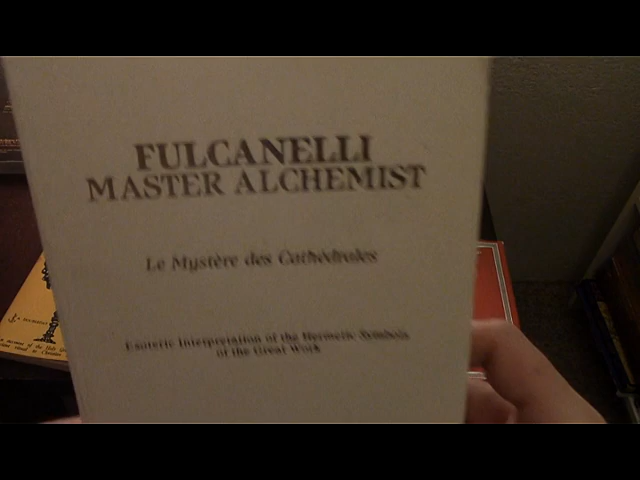 FULCANELLI
MASTER ALCHEMIST
Le Mystère des Cathédrales
Esoteric Interpretation of the Hermetic Symbols
of the Great Work